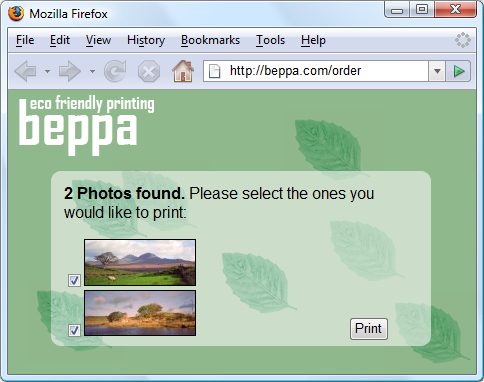 Mozilla Firefox
File Edit View History Bookmarks Tools Help
http://beppa.com/order
eco friendly printing
beppa
2 Photos found. Please select the ones you
would like to print:
Print